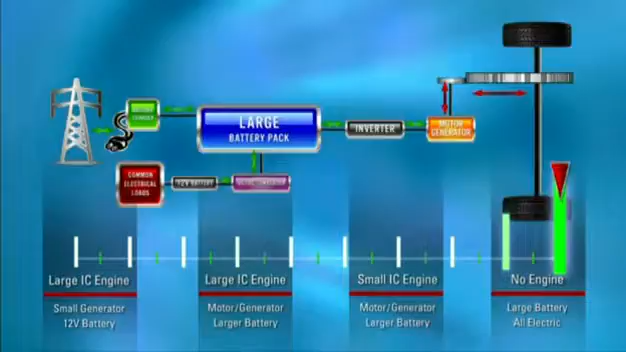 LARGE
BATTERY PACK
INVERTER
MOTOR
GENERATOR
COMMON
ELECTRICAL
LOADS
12V BATTERY
Large IC Engine
Small Generator
12V Battery
Large IC Engine
Motor/Generator
Larger Battery
Small IC Engine
Motor/Generator
Larger Battery
No Engine
Large Battery
All Electric